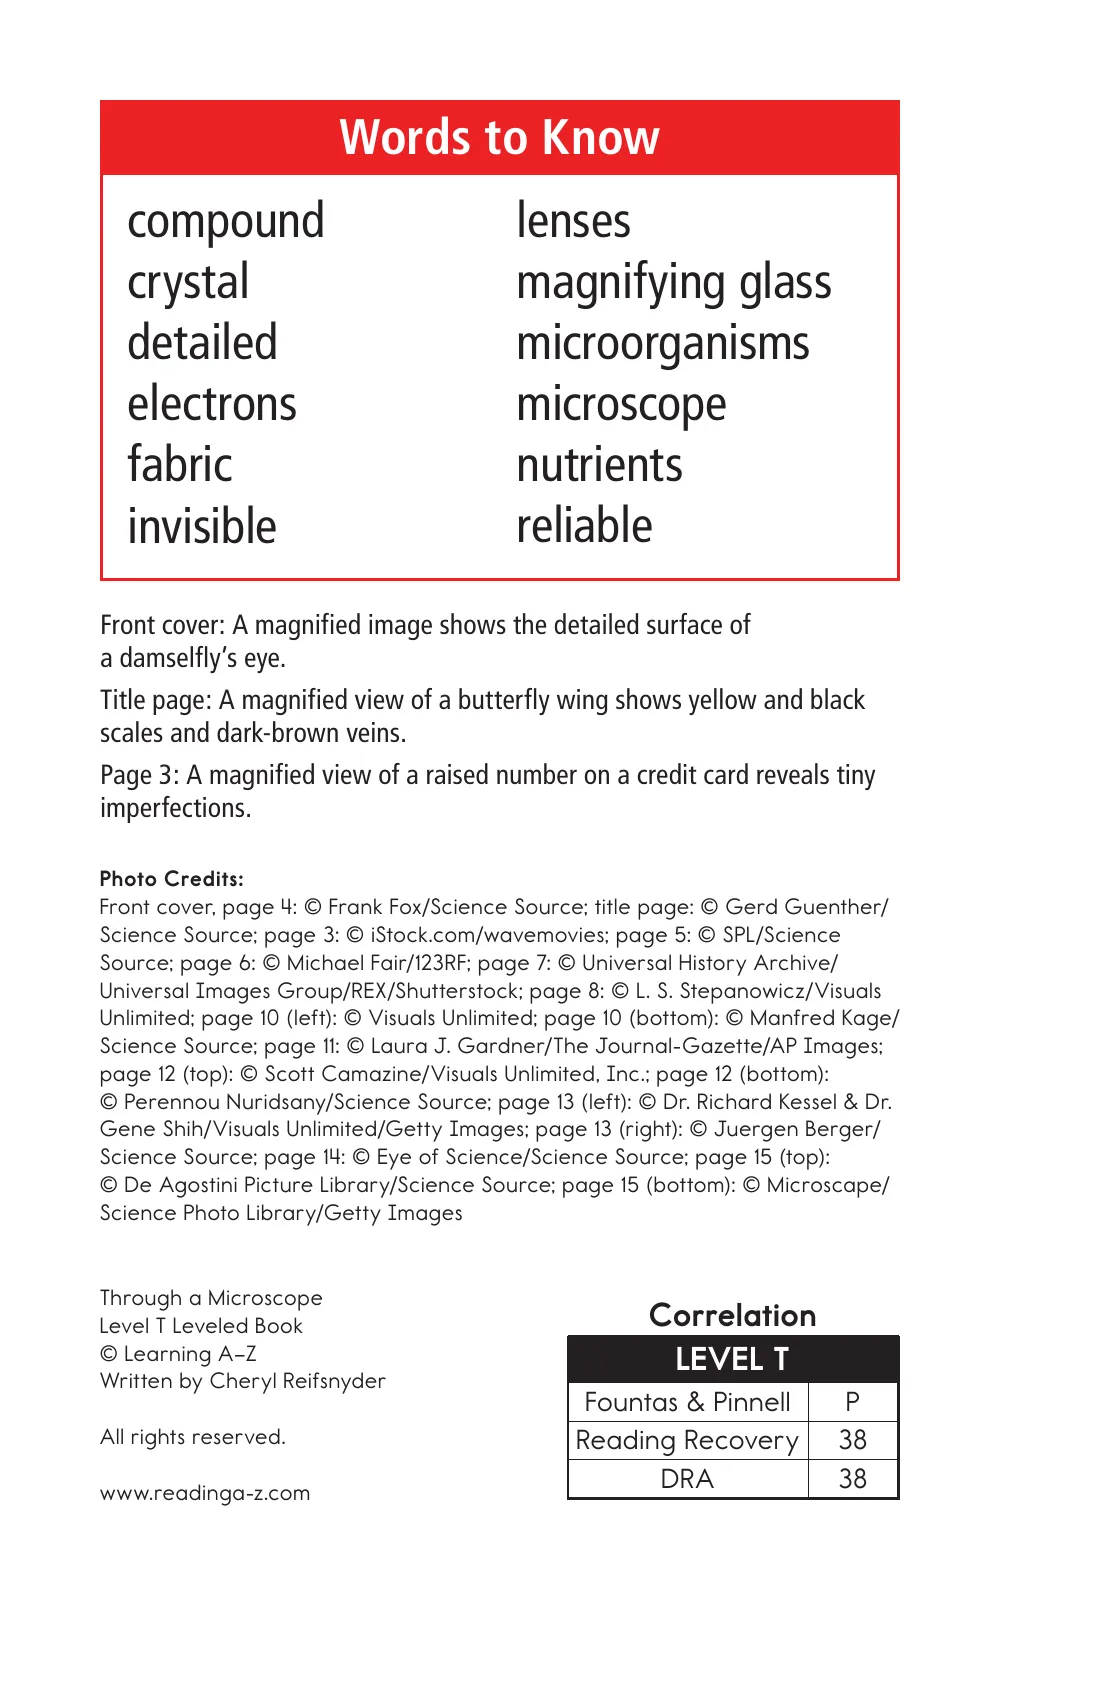 Words to Know
compound
crystal
detailed
electrons
fabric
invisible
lenses
magnifying glass
microorganisms
microscope
nutrients
reliable
Front cover: A magnified image shows the detailed surface of
a damselfly’s eye.
Title page: A magnified view of a butterfly wing shows yellow and black
scales and dark-brown veins.
Page 3: A magnified view of a raised number on a credit card reveals tiny
imperfections.
Photo Credits:
Front cover, page 4: © Frank Fox/Science Source; title page: © Gerd Guenther/
Science Source; page 3: © iStock.com/wavemovies; page 5: © SPL/Science
Source; page 6: © Michael Fair/123RF; page 7: © Universal History Archive/
Universal Images Group/REX/Shutterstock; page 8: © L. S. Stepanowicz/Visuals
Unlimited; page 10 (left): © Visuals Unlimited; page 10 (bottom): © Manfred Kage/
Science Source; page 11: © Laura J. Gardner/The Journal-Gazette/AP Images;
page 12 (top): © Scott Camazine/Visuals Unlimited, Inc.; page 12 (bottom):
© Perennou Nuridsany/Science Source; page 13 (left): © Dr. Richard Kessel & Dr.
Gene Shih/Visuals Unlimited/Getty Images; page 13 (right): © Juergen Berger/
Science Source; page 14: © Eye of Science/Science Source; page 15 (top):
© De Agostini Picture Library/Science Source; page 15 (bottom): © Microscape/
Science Photo Library/Getty Images
Through a Microscope
Level T Leveled Book
© Learning A–Z
Written by Cheryl Reifsnyder
All rights reserved.
www.readinga-z.com
Correlation
LEVEL T
Fountas & Pinnell P
Reading Recovery 38
DRA 38